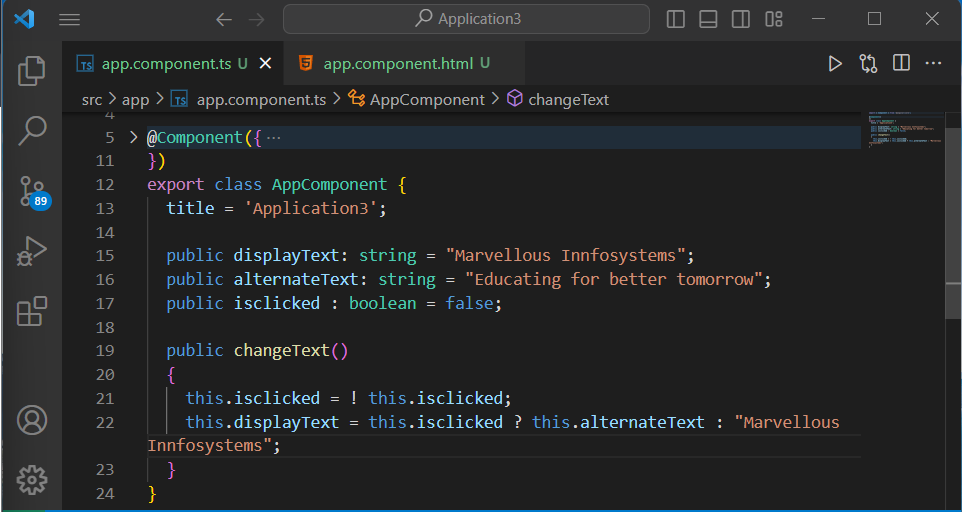 Application3
app.component.ts U
app.component.html U
src > app > TS app.component.ts > AppComponent > changeText
4
5 > @Component({ ···
11 })
12 export class AppComponent {
13 title = 'Application3';
14
15 public displayText: string = "Marvellous Innfosystems";
16 public alternateText: string = "Educating for better tomorrow";
17 public isclicked : boolean = false;
18
19 public changeText()
20 {
21 this.isclicked = ! this.isclicked;
22 this.displayText = this.isclicked ? this.alternateText : "Marvellous
Innfosystems";
23 }
24 }
89